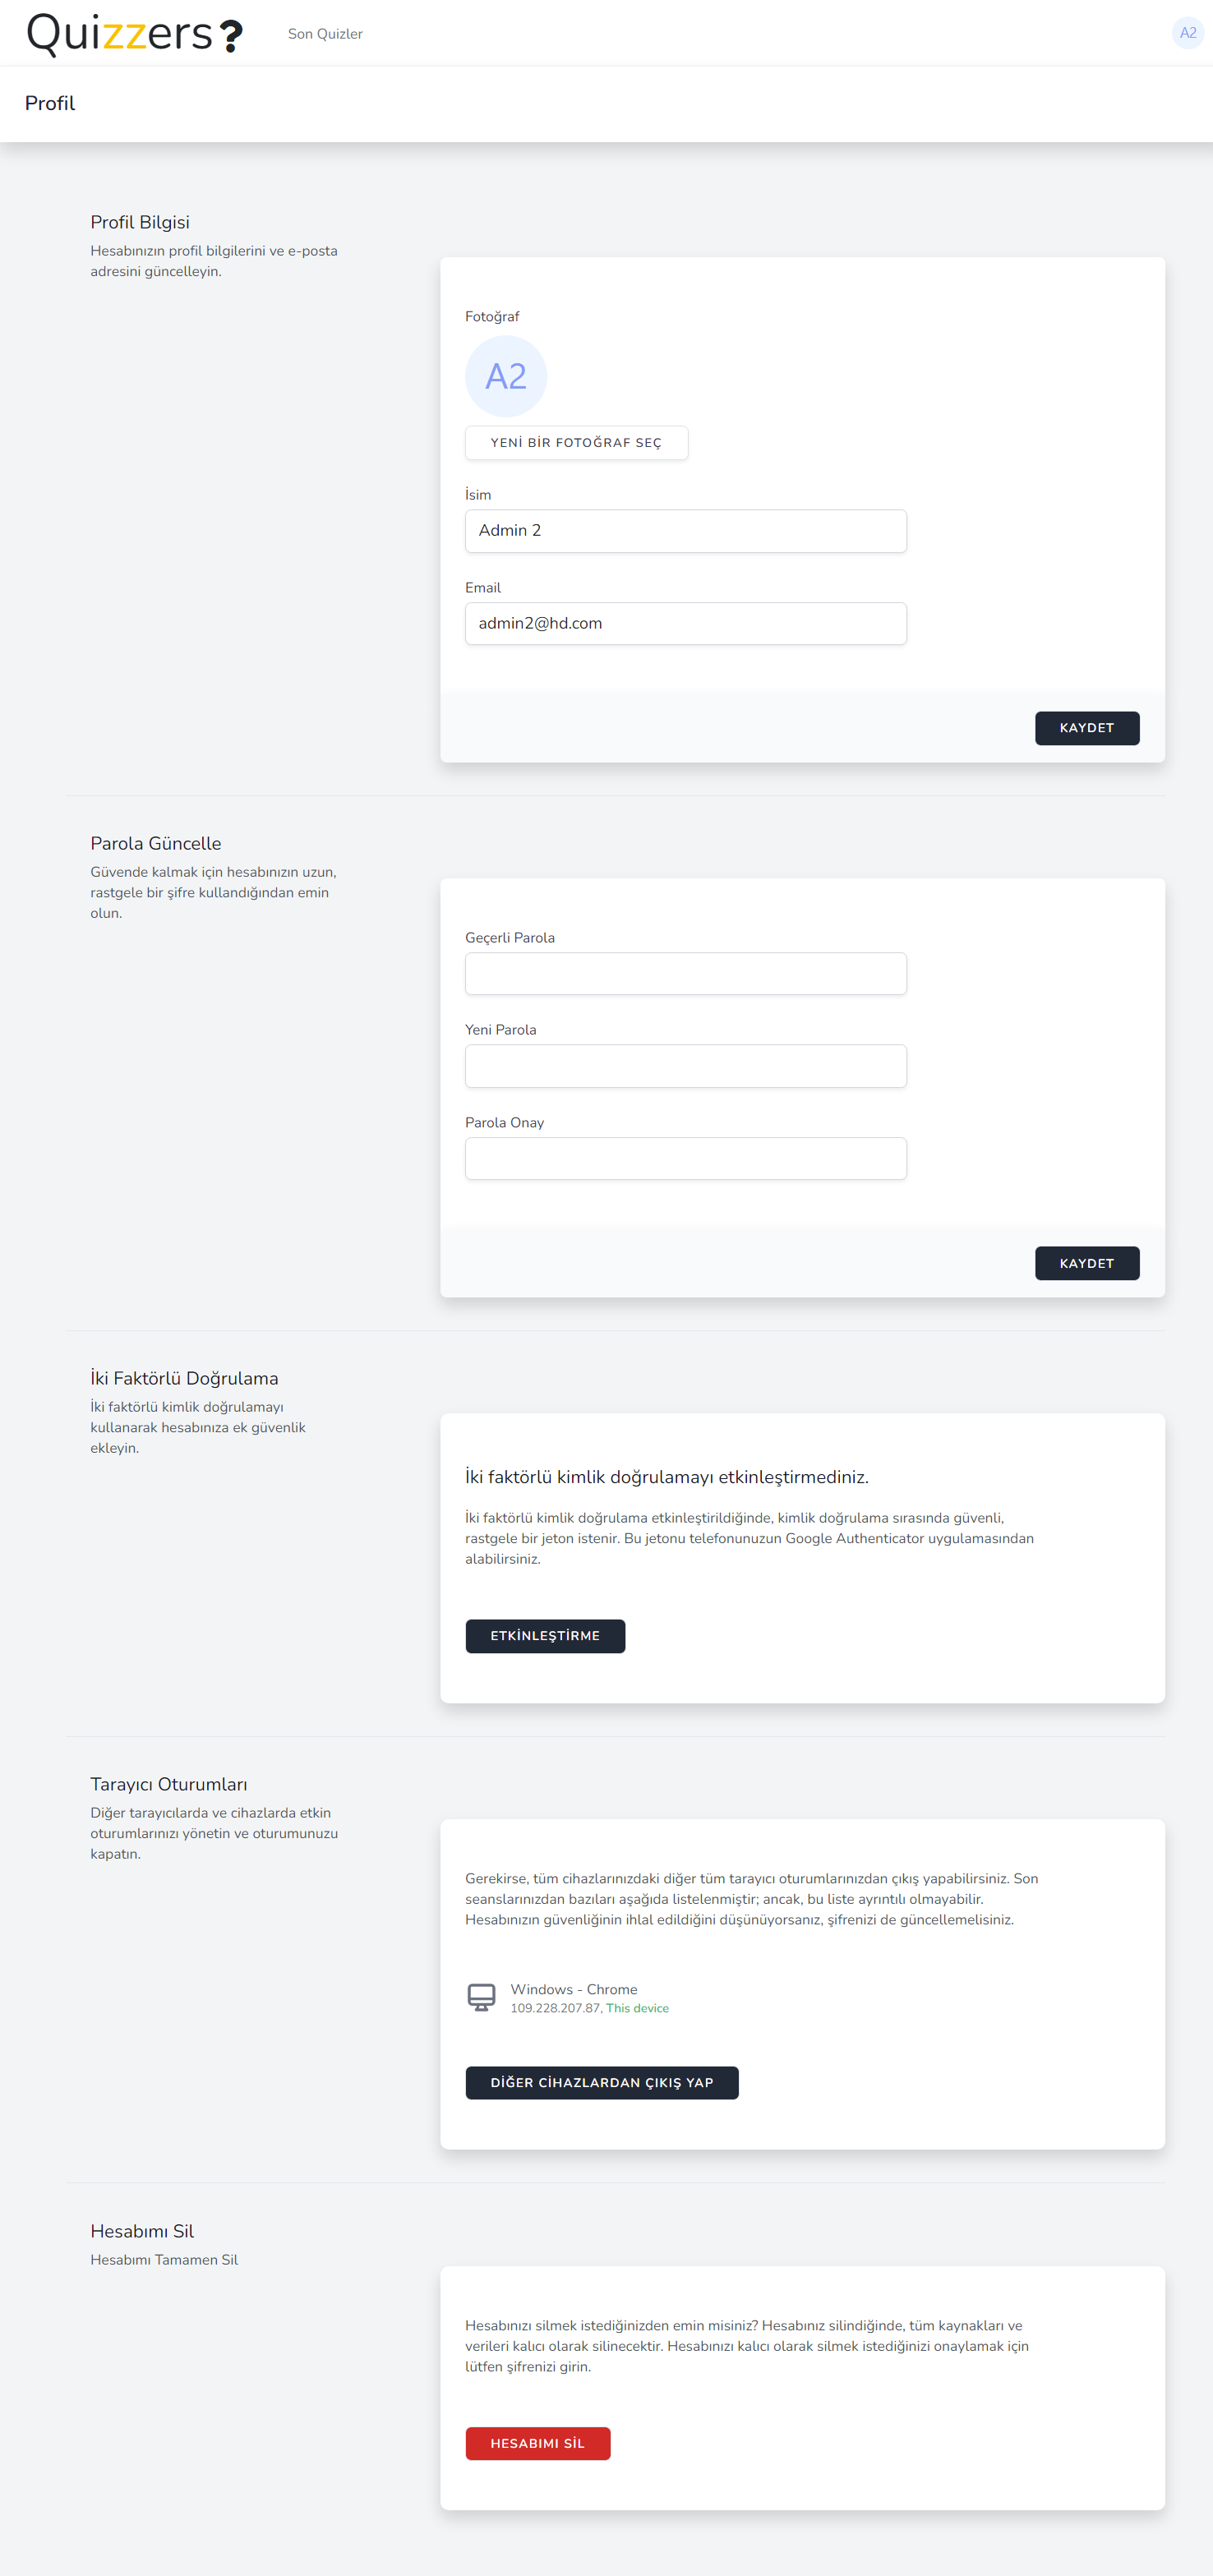 Quizzers?
Son Quizler
A2
Profil
Profil Bilgisi
Hesabınızın profil bilgilerini ve e-posta
adresini güncelleyin.
Fotoğraf
A2
YENİ BİR FOTOĞRAF SEÇ
İsim
Admin 2
Email
admin2@hd.com
KAYDET
Parola Güncelle
Güvende kalmak için hesabınızın uzun,
rastgele bir şifre kullandığından emin
olun.
Geçerli Parola
Yeni Parola
Parola Onay
KAYDET
İki Faktörlü Doğrulama
İki faktörlü kimlik doğrulamayı
kullanarak hesabınıza ek güvenlik
ekleyin.
İki faktörlü kimlik doğrulamayı etkinleştirmediniz.
İki faktörlü kimlik doğrulama etkinleştirildiğinde, kimlik doğrulama sırasında güvenli,
rastgele bir jeton istenir. Bu jetonu telefonunuzun Google Authenticator uygulamasından
alabilirsiniz.
ETKİNLEŞTİRME
Tarayıcı Oturumları
Diğer tarayıcılarda ve cihazlarda etkin
oturumlarınızı yönetin ve oturumunuzu
kapatın.
Gerekirse, tüm cihazlarınızdaki diğer tüm tarayıcı oturumlarınızdan çıkış yapabilirsiniz. Son
seanslarınızdan bazıları aşağıda listelenmiştir; ancak, bu liste ayrıntılı olmayabilir.
Hesabınızın güvenliğinin ihlal edildiğini düşünüyorsanız, şifrenizi de güncellemelisiniz.
Windows - Chrome
109.228.207.87, This device
DİĞER CİHAZLARDAN ÇIKIŞ YAP
Hesabımı Sil
Hesabımı Tamamen Sil
Hesabınızı silmek istediğinizden emin misiniz? Hesabınız silindiğinde, tüm kaynakları ve
verileri kalıcı olarak silinecektir. Hesabınızı kalıcı olarak silmek istediğinizi onaylamak için
lütfen şifrenizi girin.
HESABIMI SİL